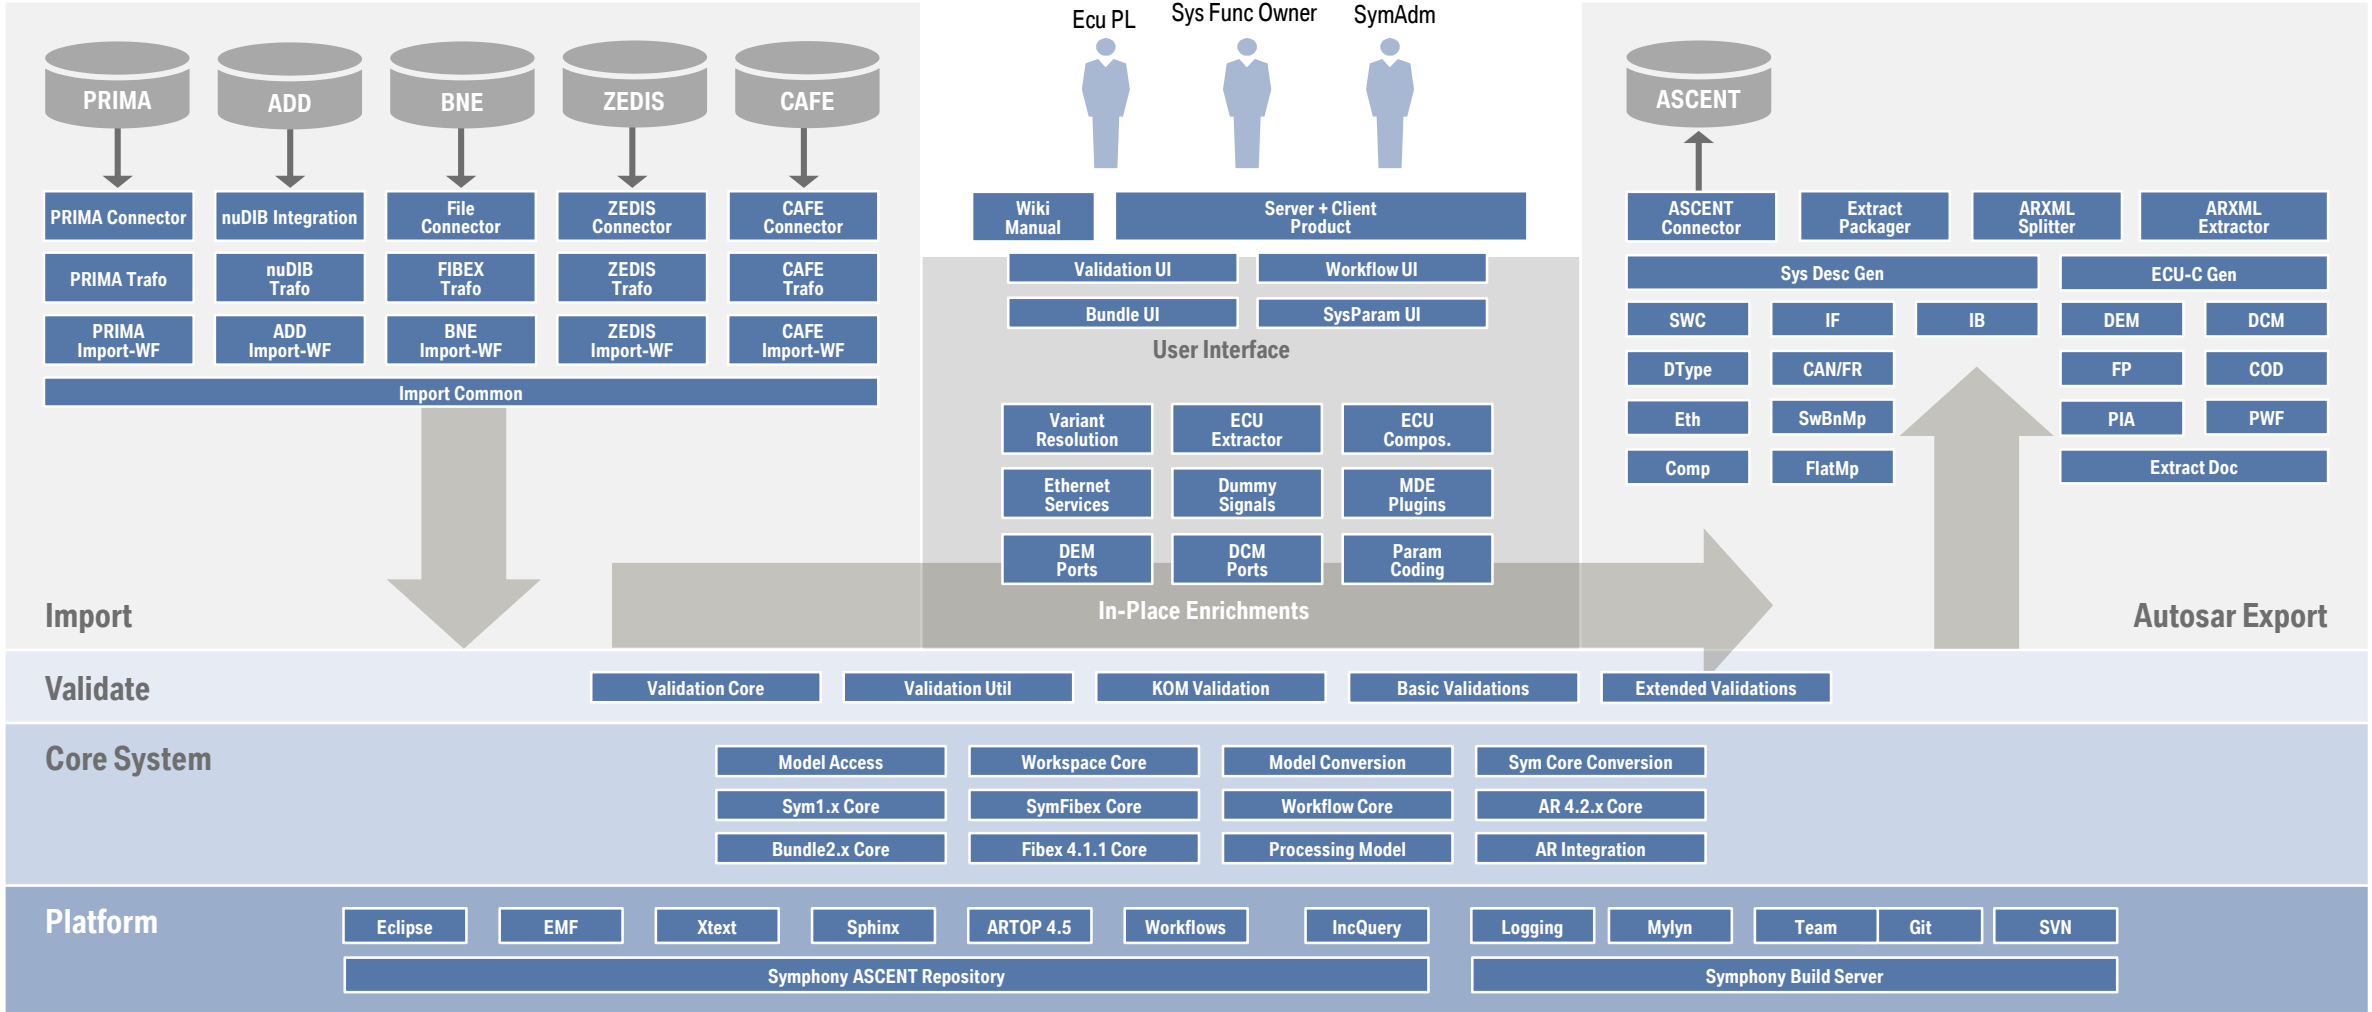 Ecu PL
Sys Func Owner
SymAdm
PRIMA
ADD
BNE
ZEDIS
CAFE
ASCENT
PRIMA Connector
nuDIB Integration
File
Connector
ZEDIS
Connector
CAFE
Connector
PRIMA Trafo
nuDIB
Trafo
FIBEX
Trafo
ZEDIS
Trafo
CAFE
Trafo
PRIMA
Import-WF
ADD
Import-WF
BNE
Import-WF
ZEDIS
Import-WF
CAFE
Import-WF
Import Common
Import
Wiki
Manual
Server + Client
Product
Validation UI
Workflow UI
Bundle UI
SysParam UI
User Interface
Variant
Resolution
ECU
Extractor
ECU
Compos.
Ethernet
Services
Dummy
Signals
MDE
Plugins
DEM
Ports
DCM
Ports
Param
Coding
In-Place Enrichments
ASCENT
Connector
Extract
Packager
ARXML
Splitter
ARXML
Extractor
Sys Desc Gen
ECU-C Gen
SWC
IF
IB
DEM
DCM
DType
CAN/FR
FP
COD
Eth
SwBnMp
PIA
PWF
Comp
FlatMp
Extract Doc
Autosar Export
Validate
Validation Core
Validation Util
KOM Validation
Basic Validations
Extended Validations
Core System
Model Access
Workspace Core
Model Conversion
Sym Core Conversion
Sym1.x Core
SymFibex Core
Workflow Core
AR 4.2.x Core
Bundle2.x Core
Fibex 4.1.1 Core
Processing Model
AR Integration
Platform
Eclipse
EMF
Xtext
Sphinx
ARTOP 4.5
Workflows
IncQuery
Logging
Mylyn
Team
Git
SVN
Symphony ASCENT Repository
Symphony Build Server